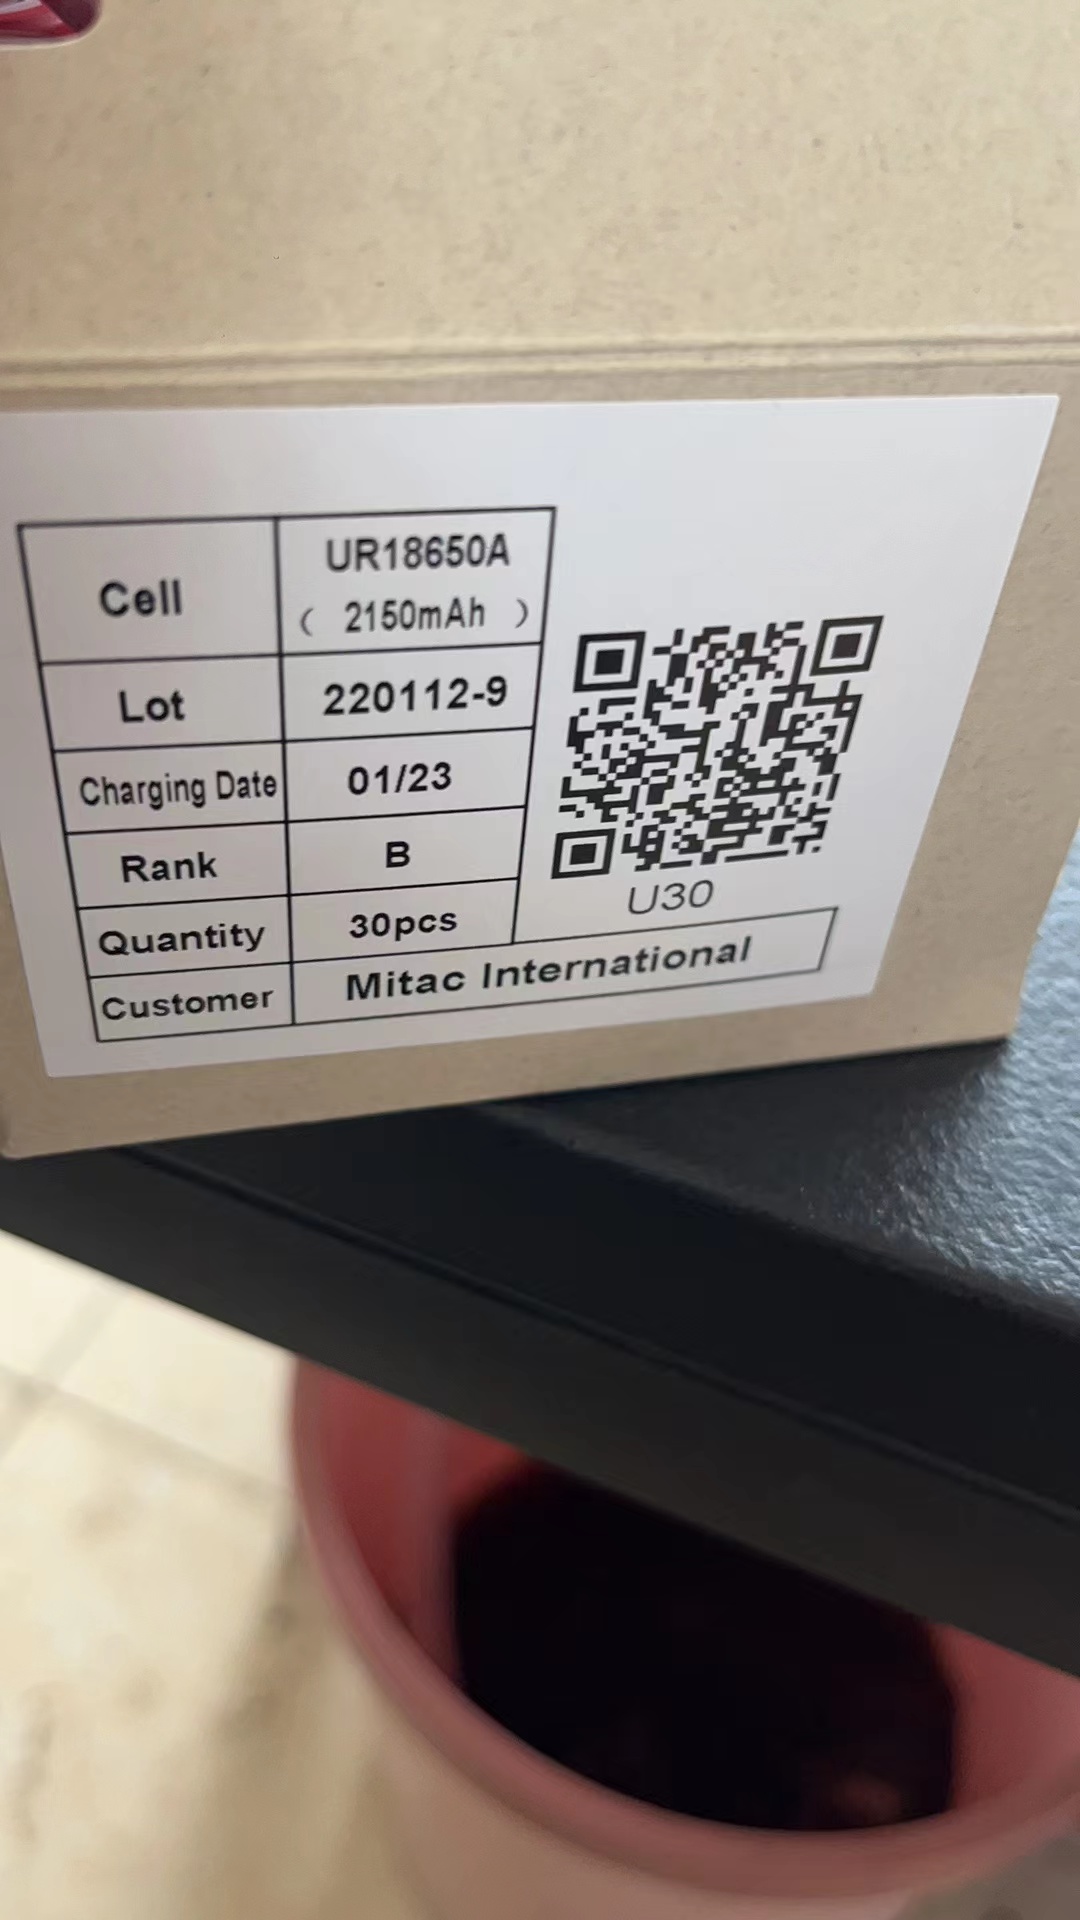 Cell
UR18650A
( 2150mAh )
Lot
220112-9
Charging Date
01/23
Rank
B
Quantity
30pcs
Customer
Mitac International
U30